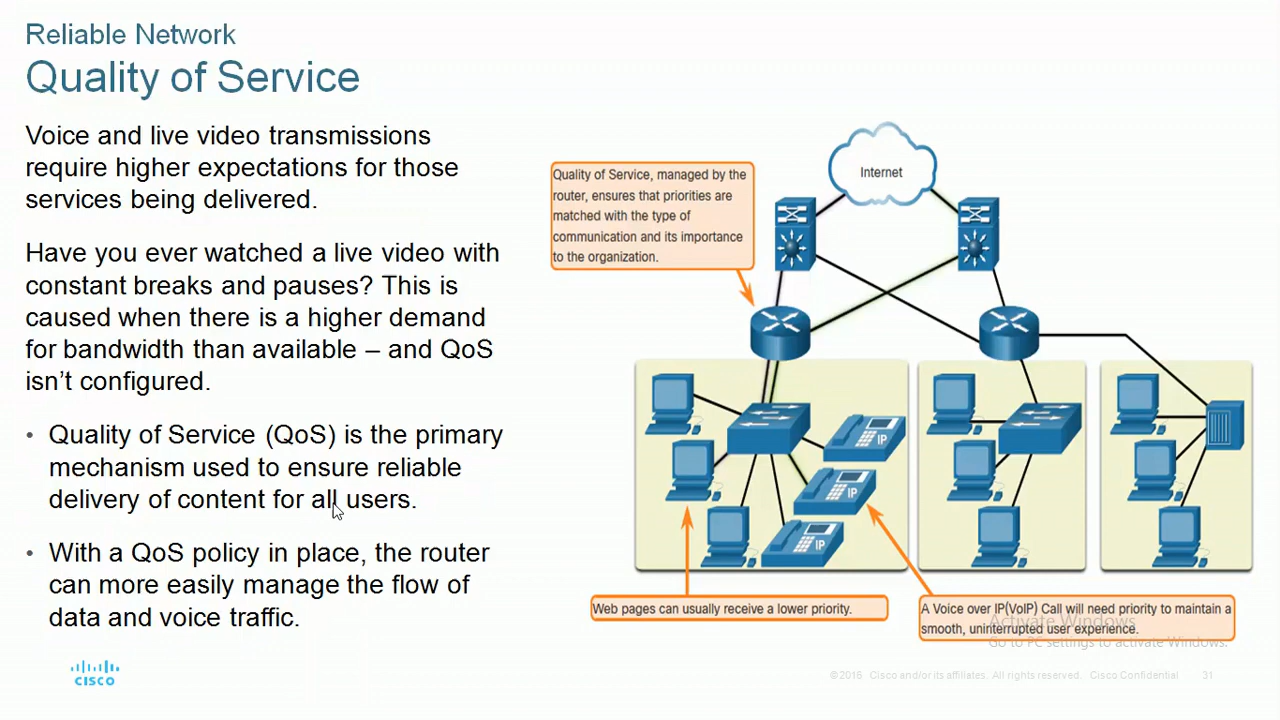 Reliable Network
Quality of Service
Voice and live video transmissions
require higher expectations for those
services being delivered.
Have you ever watched a live video with
constant breaks and pauses? This is
caused when there is a higher demand
for bandwidth than available – and QoS
isn’t configured.
• Quality of Service (QoS) is the primary
mechanism used to ensure reliable
delivery of content for all users.
• With a QoS policy in place, the router
can more easily manage the flow of
data and voice traffic.
Quality of Service, managed by the
router, ensures that priorities are
matched with the type of
communication and its importance
to the organization.
Internet
IP
IP
IP
Web pages can usually receive a lower priority.
A Voice over IP(VoIP) Call will need priority to maintain a
smooth, uninterrupted user experience.
Activate Windows
Go to PC settings to activate Windows.
CISCO
©2016 Cisco and/or its affiliates. All rights reserved. Cisco Confidential 31